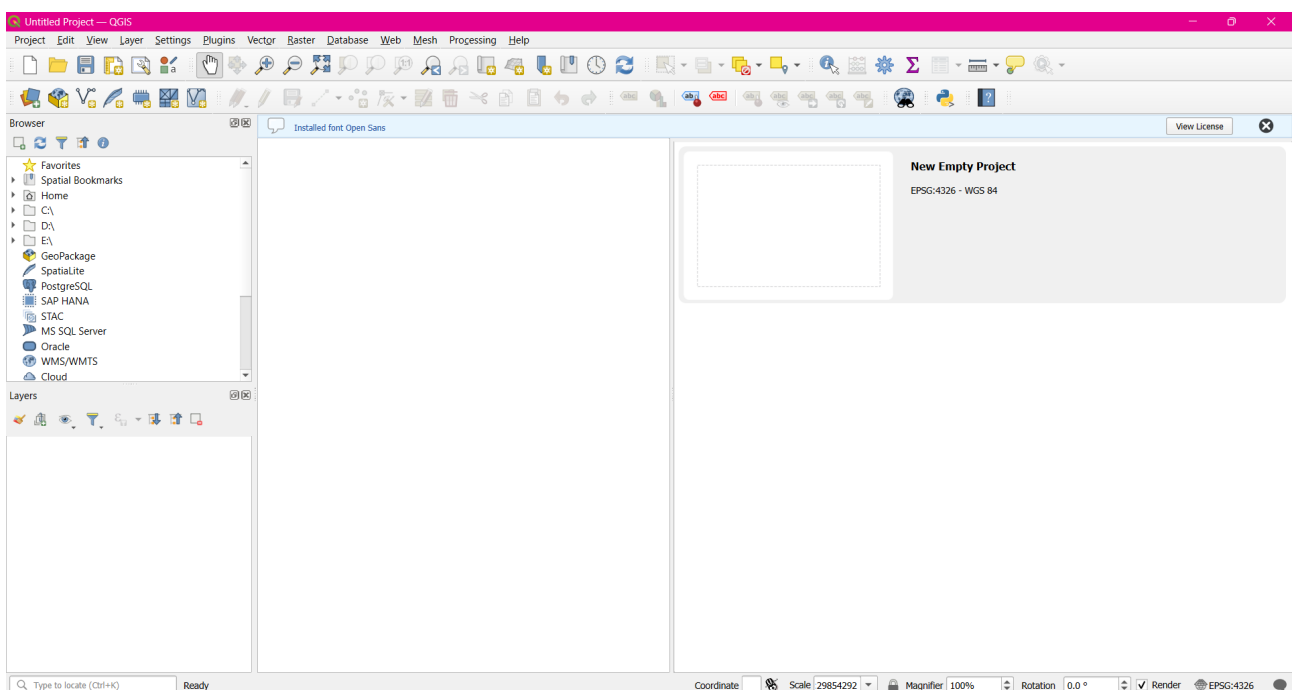 Untitled Project — QGIS
Project Edit View Layer Settings Plugins Vector Raster Database Web Mesh Processing Help
Browser
Installed font Open Sans
View License
Favorites
Spatial Bookmarks
Home
C:\
D:\
E:\
GeoPackage
SpatiaLite
PostgreSQL
SAP HANA
STAC
MS SQL Server
Oracle
WMS/WMTS
Cloud
New Empty Project
EPSG:4326 - WGS 84
Layers
Type to locate (Ctrl+K) Ready Coordinate Scale 29854292 Magnifier 100% Rotation 0.0 ° Render EPSG:4326